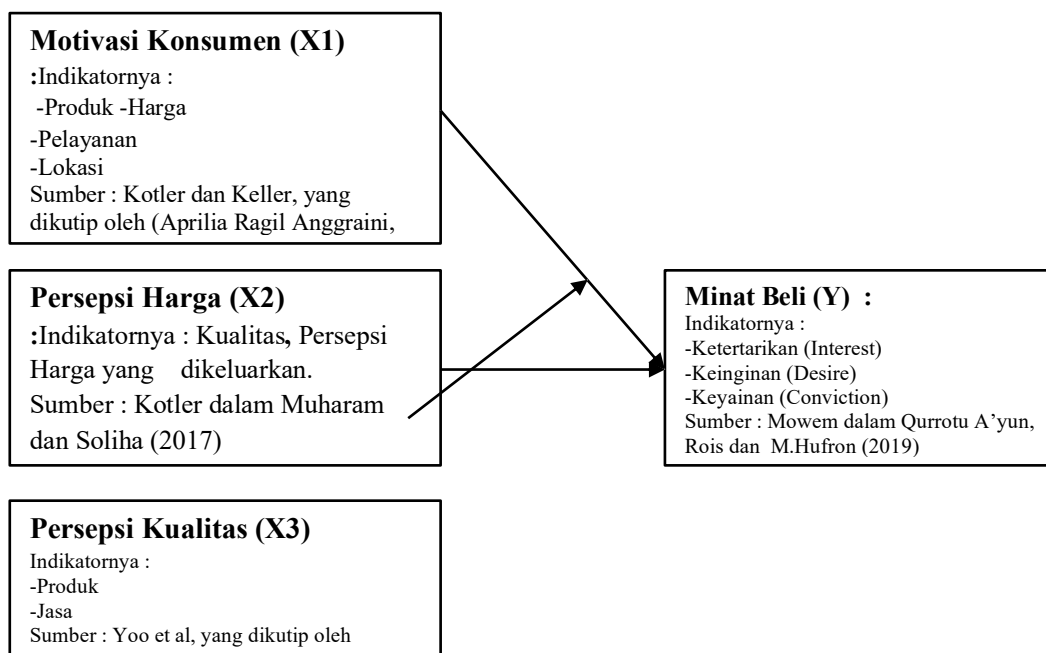 Motivasi Konsumen (X1)
:Indikatornya :
-Produk -Harga
-Pelayanan
-Lokasi
Sumber : Kotler dan Keller, yang
dikutip oleh (Aprilia Ragil Anggraini,
Persepsi Harga (X2)
:Indikatornya : Kualitas, Persepsi
Harga yang dikeluarkan.
Sumber : Kotler dalam Muharam
dan Soliha (2017)
Persepsi Kualitas (X3)
Indikatornya :
-Produk
-Jasa
Sumber : Yoo et al, yang dikutip oleh
Minat Beli (Y) :
Indikatornya :
-Ketertarikan (Interest)
-Keinginan (Desire)
-Keyainan (Conviction)
Sumber : Mowem dalam Qurrotu A’yun,
Rois dan M.Hufron (2019)